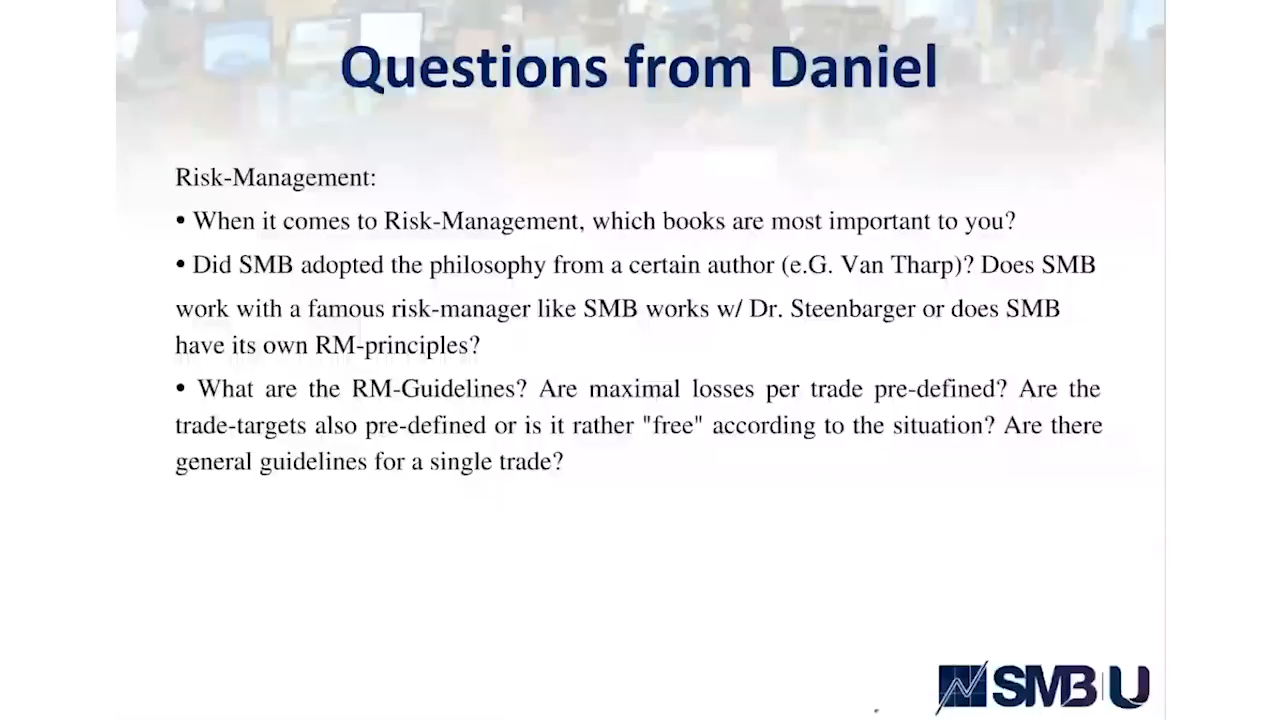 Questions from Daniel
Risk-Management:
• When it comes to Risk-Management, which books are most important to you?
• Did SMB adopted the philosophy from a certain author (e.G. Van Tharp)? Does SMB
work with a famous risk-manager like SMB works w/ Dr. Steenbarger or does SMB
have its own RM-principles?
• What are the RM-Guidelines? Are maximal losses per trade pre-defined? Are the
trade-targets also pre-defined or is it rather "free" according to the situation? Are there
general guidelines for a single trade?
SMB U